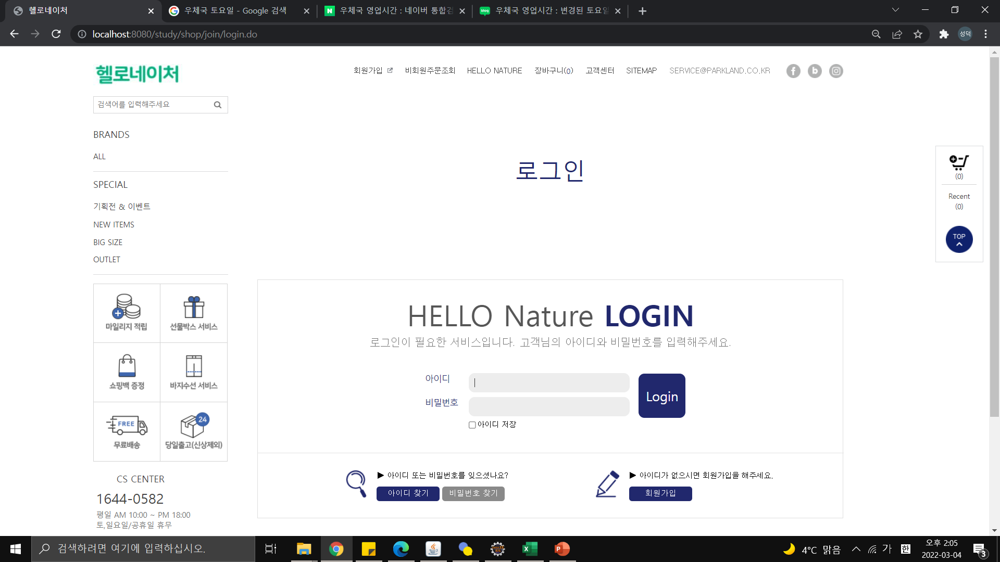 헬로네이처
우체국 토요일 - Google 검색
우체국 영업시간 : 네이버 통합검
우체국 영업시간 : 변경된 토요일
localhost:8080/study/shop/join/login.do
성덕
헬로네이처
회원가입 비회원주문조회 HELLO NATURE 장바구니(0) 고객센터 SITEMAP SERVICE@PARKLAND.CO.KR
검색어를 입력해주세요
BRANDS
ALL
SPECIAL
기획전 & 이벤트
NEW ITEMS
BIG SIZE
OUTLET
마일리지 적립
선물박스 서비스
쇼핑백 증정
바지수선 서비스
FREE
무료배송
24
당일출고(신상제외)
CS CENTER
1644-0582
평일 AM 10:00 ~ PM 18:00
토,일요일/공휴일 휴무
로그인
(0)
Recent
(0)
TOP
HELLO Nature LOGIN
로그인이 필요한 서비스입니다. 고객님의 아이디와 비밀번호를 입력해주세요.
아이디
비밀번호
Login
아이디 저장
▶ 아이디 또는 비밀번호를 잊으셨나요?
아이디 찾기 비밀번호 찾기
▶ 아이디가 없으시면 회원가입을 해주세요.
회원가입
검색하려면 여기에 입력하십시오.
4°C 맑음
가
한
오후 2:05
2022-03-04
3